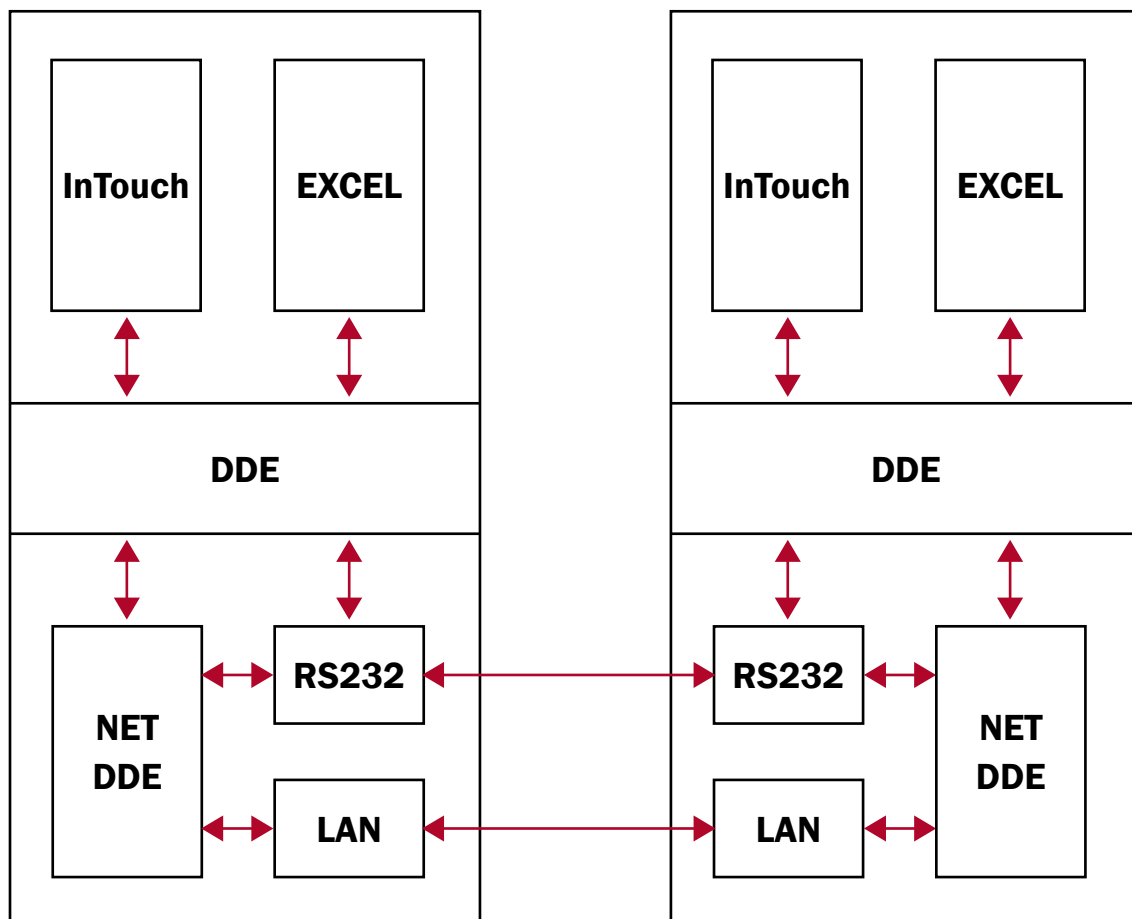 InTouch
EXCEL
InTouch
EXCEL
DDE
DDE
RS232
RS232
NET
DDE
NET
DDE
LAN
LAN